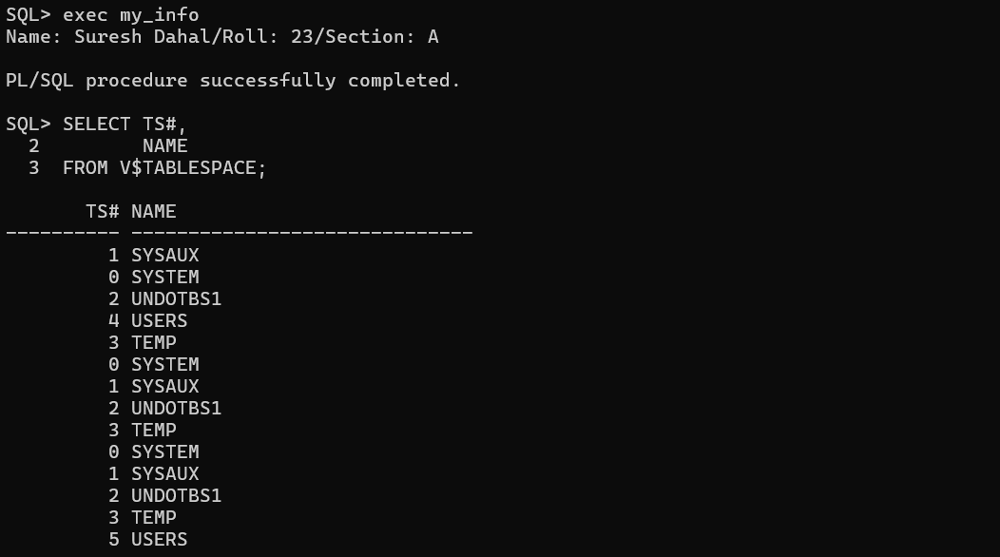 SQL> exec my_info
Name: Suresh Dahal/Roll: 23/Section: A
PL/SQL procedure successfully completed.
SQL> SELECT TS#,
  2         NAME
  3  FROM V$TABLESPACE;
       TS# NAME
---------- ------------------------------
         1 SYSAUX
         0 SYSTEM
         2 UNDOTBS1
         4 USERS
         3 TEMP
         0 SYSTEM
         1 SYSAUX
         2 UNDOTBS1
         3 TEMP
         0 SYSTEM
         1 SYSAUX
         2 UNDOTBS1
         3 TEMP
         5 USERS